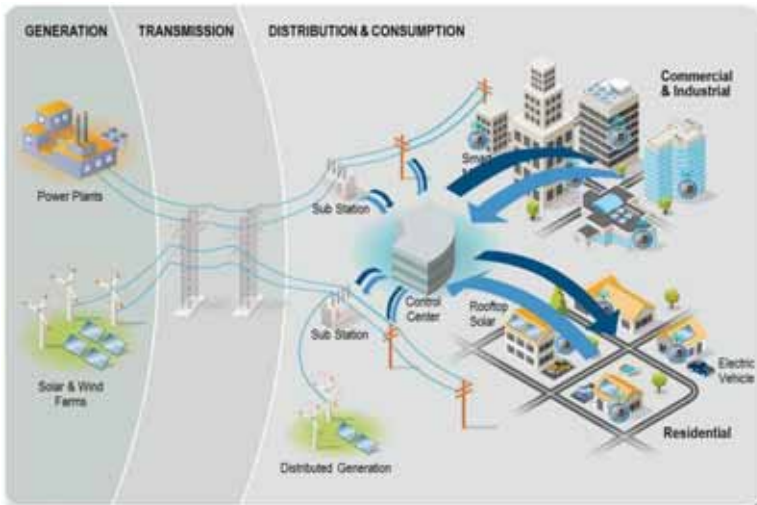 GENERATION
TRANSMISSION
DISTRIBUTION & CONSUMPTION
Commercial
& Industrial
Smart
Power Plants
Sub Station
Control
Center
Rooftop
Solar
Sub Station
Electric
Vehicle
Solar & Wind
Farms
Residential
Distributed Generation